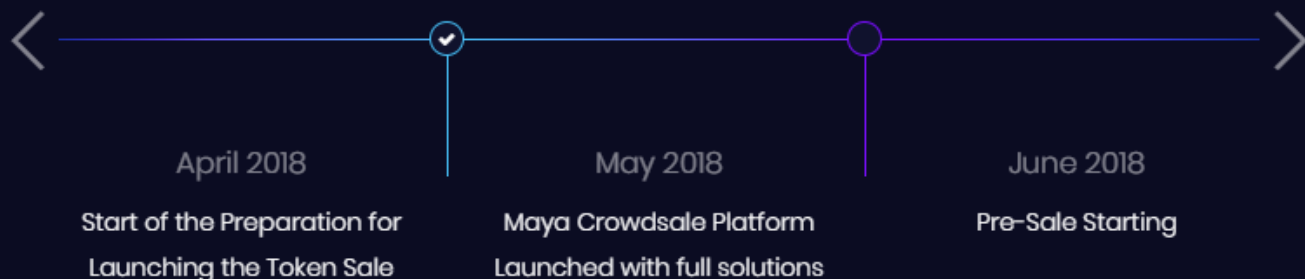 April 2018
Start of the Preparation for
Launching the Token Sale
May 2018
Maya Crowdsale Platform
Launched with full solutions
June 2018
Pre-Sale Starting